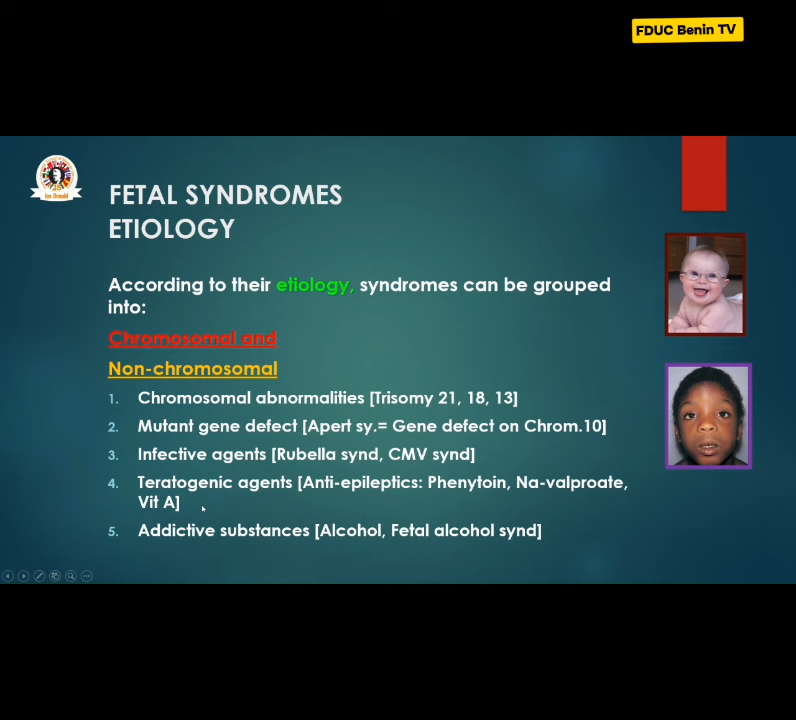 FDUC Benin TV
Ian Donald
FETAL SYNDROMES
ETIOLOGY
According to their etiology, syndromes can be grouped
into:
Chromosomal and
Non-chromosomal
1. Chromosomal abnormalities [Trisomy 21, 18, 13]
2. Mutant gene defect [Apert sy.= Gene defect on Chrom.10]
3. Infective agents [Rubella synd, CMV synd]
4. Teratogenic agents [Anti-epileptics: Phenytoin, Na-valproate,
Vit A]
5. Addictive substances [Alcohol, Fetal alcohol synd]